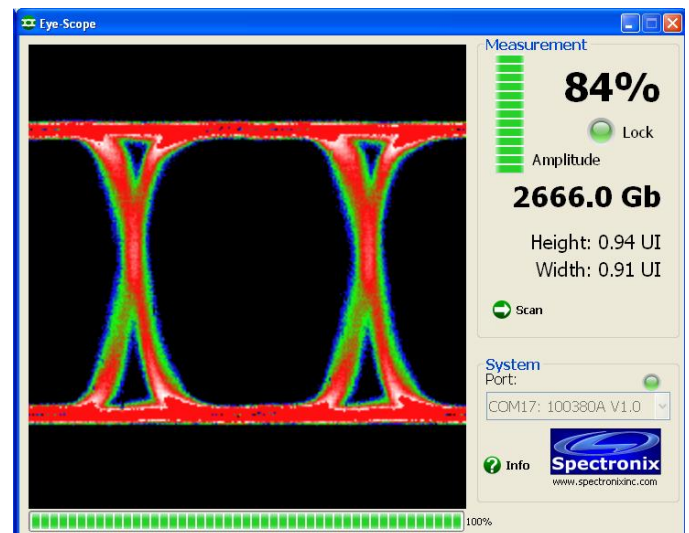 Eye-Scope
Measurement
84%
Lock
Amplitude
2666.0 Gb
Height: 0.94 UI
Width: 0.91 UI
Scan
System
Port:
COM17: 100380A V1.0
Info
Spectronix
www.spectronixinc.com
100%